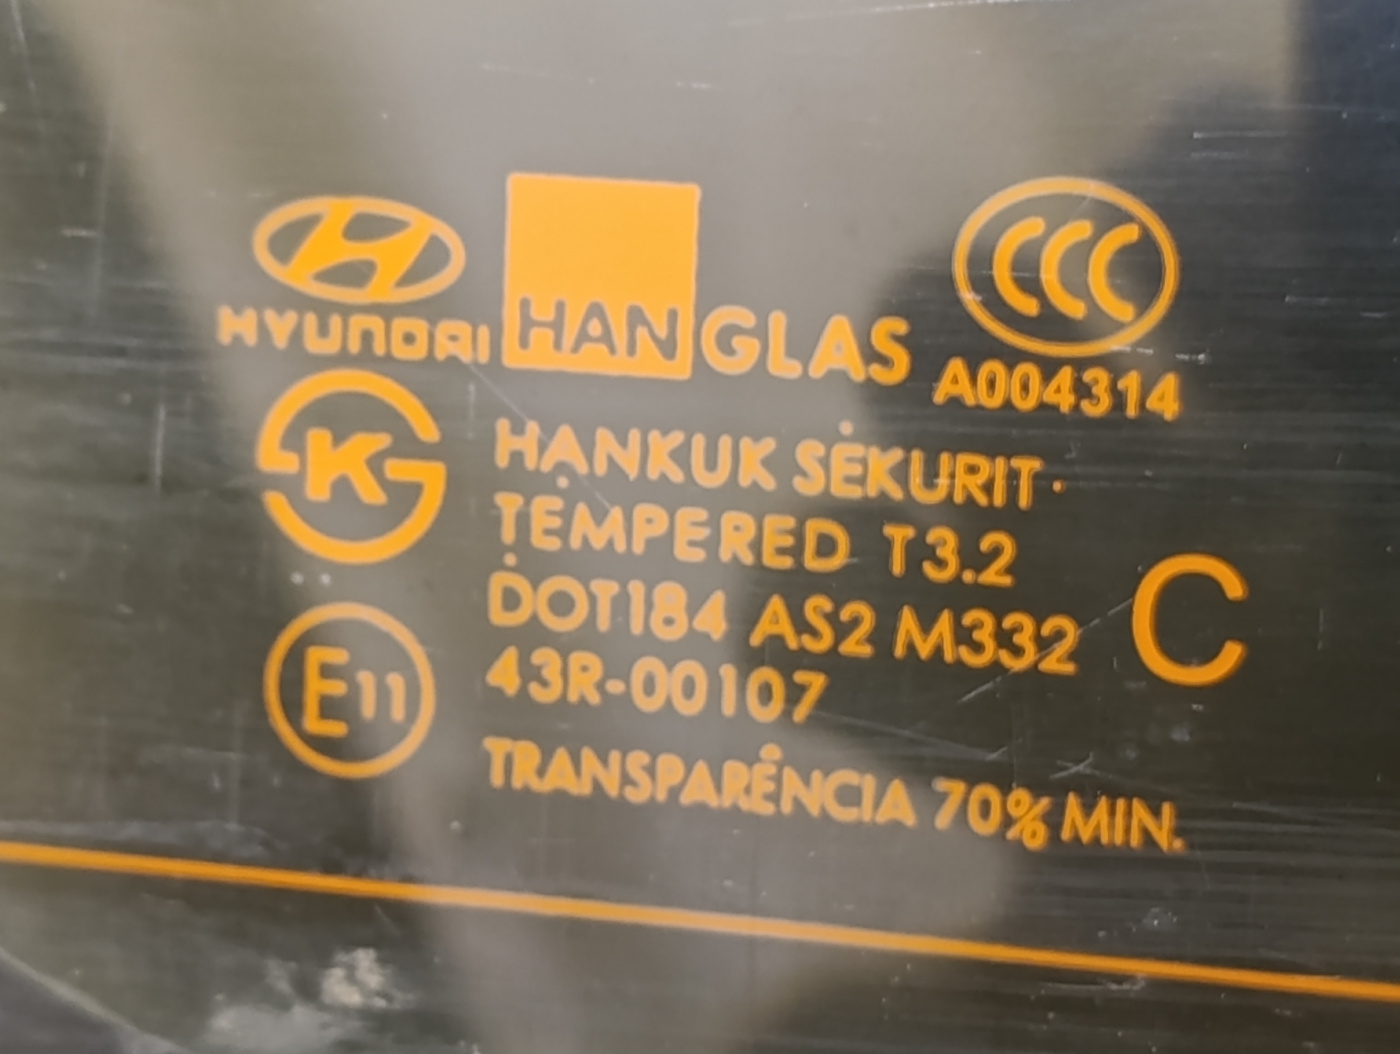 HYUNDAI
HANGLAS
CCC
A004314
K
HANKUK SEKURIT
TEMPERED T3.2
DOT184 AS2 M332
C
E11
43R-00107
TRANSPARÊNCIA 70% MIN.